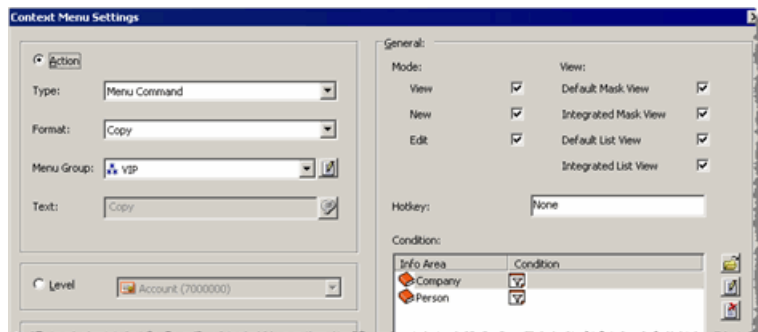 Context Menu Settings
Action
Type: Menu Command
Format: Copy
Menu Group: VIP
Text: Copy
Level Account (7000000)
General:
Mode: View:
View Default Mask View
New Integrated Mask View
Edit Default List View
Integrated List View
Hotkey: None
Condition:
Info Area Condition
Company
Person